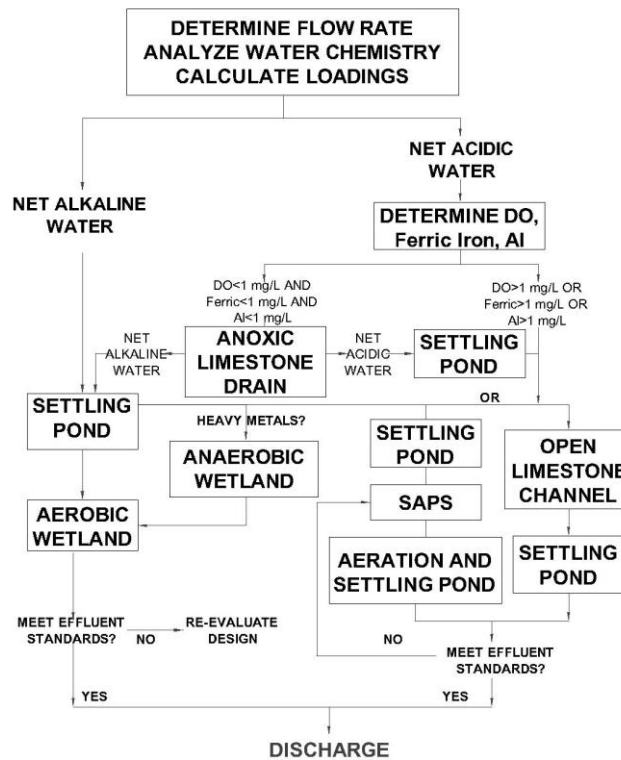 DETERMINE FLOW RATE
ANALYZE WATER CHEMISTRY
CALCULATE LOADINGS
NET ACIDIC
WATER
NET ALKALINE
WATER
DETERMINE DO,
Ferric Iron, Al
DO<1 mg/L AND
Ferric<1 mg/L AND
Al<1 mg/L
DO>1 mg/L OR
Ferric>1 mg/L OR
Al>1 mg/L
NET
ALKALINE
WATER
ANOXIC
LIMESTONE
DRAIN
NET
ACIDIC
WATER
SETTLING
POND
OR
SETTLING
POND
HEAVY METALS?
ANAEROBIC
WETLAND
SETTLING
POND
OPEN
LIMESTONE
CHANNEL
SAPS
AEROBIC
WETLAND
AERATION AND
SETTLING POND
SETTLING
POND
MEET EFFLUENT
STANDARDS?
NO
RE-EVALUATE
DESIGN
NO
MEET EFFLUENT
STANDARDS?
YES
YES
DISCHARGE